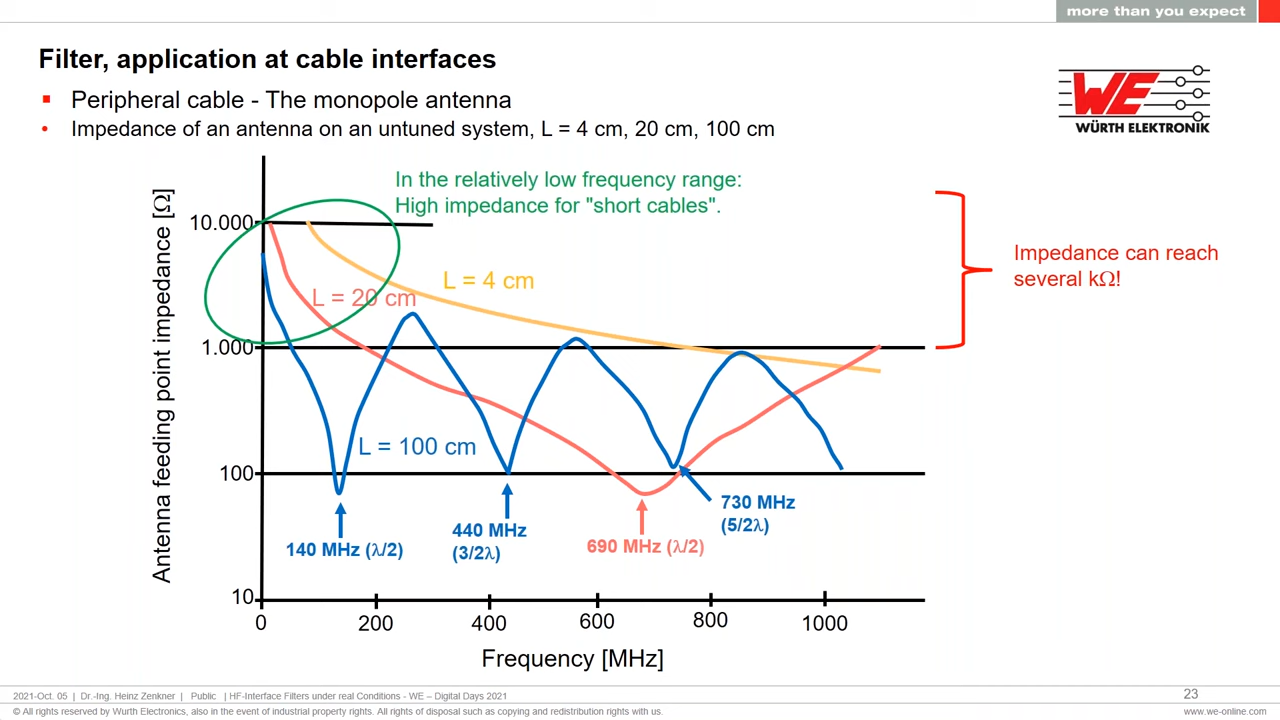 more than you expect
Filter, application at cable interfaces
Peripheral cable - The monopole antenna
Impedance of an antenna on an untuned system, L = 4 cm, 20 cm, 100 cm
WE
WÜRTH ELEKTRONIK
In the relatively low frequency range:
High impedance for "short cables".
Antenna feeding point impedance [Ω]
10.000
1.000
100
10
L = 4 cm
L = 20 cm
L = 100 cm
Impedance can reach
several kΩ!
140 MHz (λ/2)
440 MHz
(3/2λ)
690 MHz (λ/2)
730 MHz
(5/2λ)
0
200
400
600
800
1000
Frequency [MHz]
2021-Oct. 05 | Dr.-Ing. Heinz Zenkner | Public | HF-Interface Filters under real Conditions - WE – Digital Days 2021
23
© All rights reserved by Wurth Electronics, also in the event of industrial property rights. All rights of disposal such as copying and redistribution rights with us.
www.we-online.com